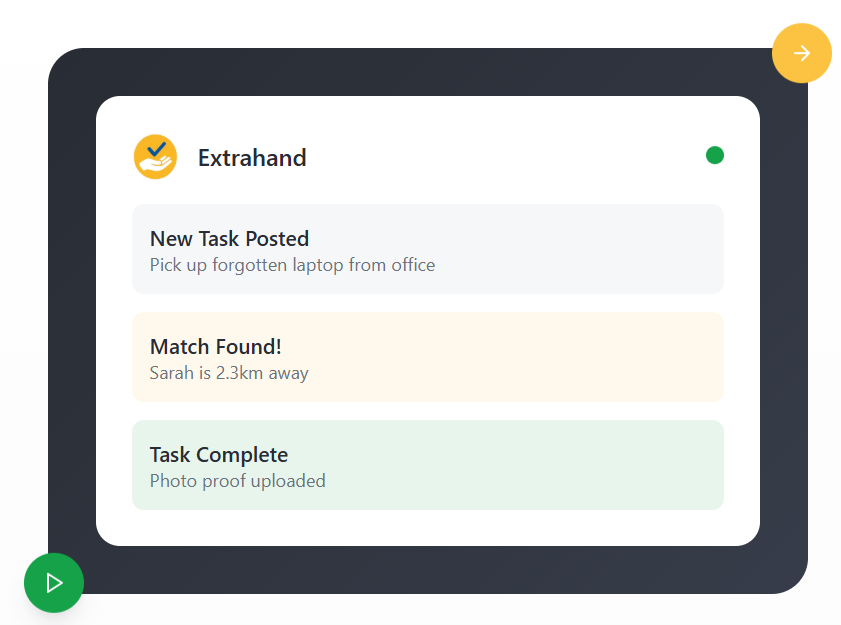 Extrahand
New Task Posted
Pick up forgotten laptop from office
Match Found!
Sarah is 2.3km away
Task Complete
Photo proof uploaded